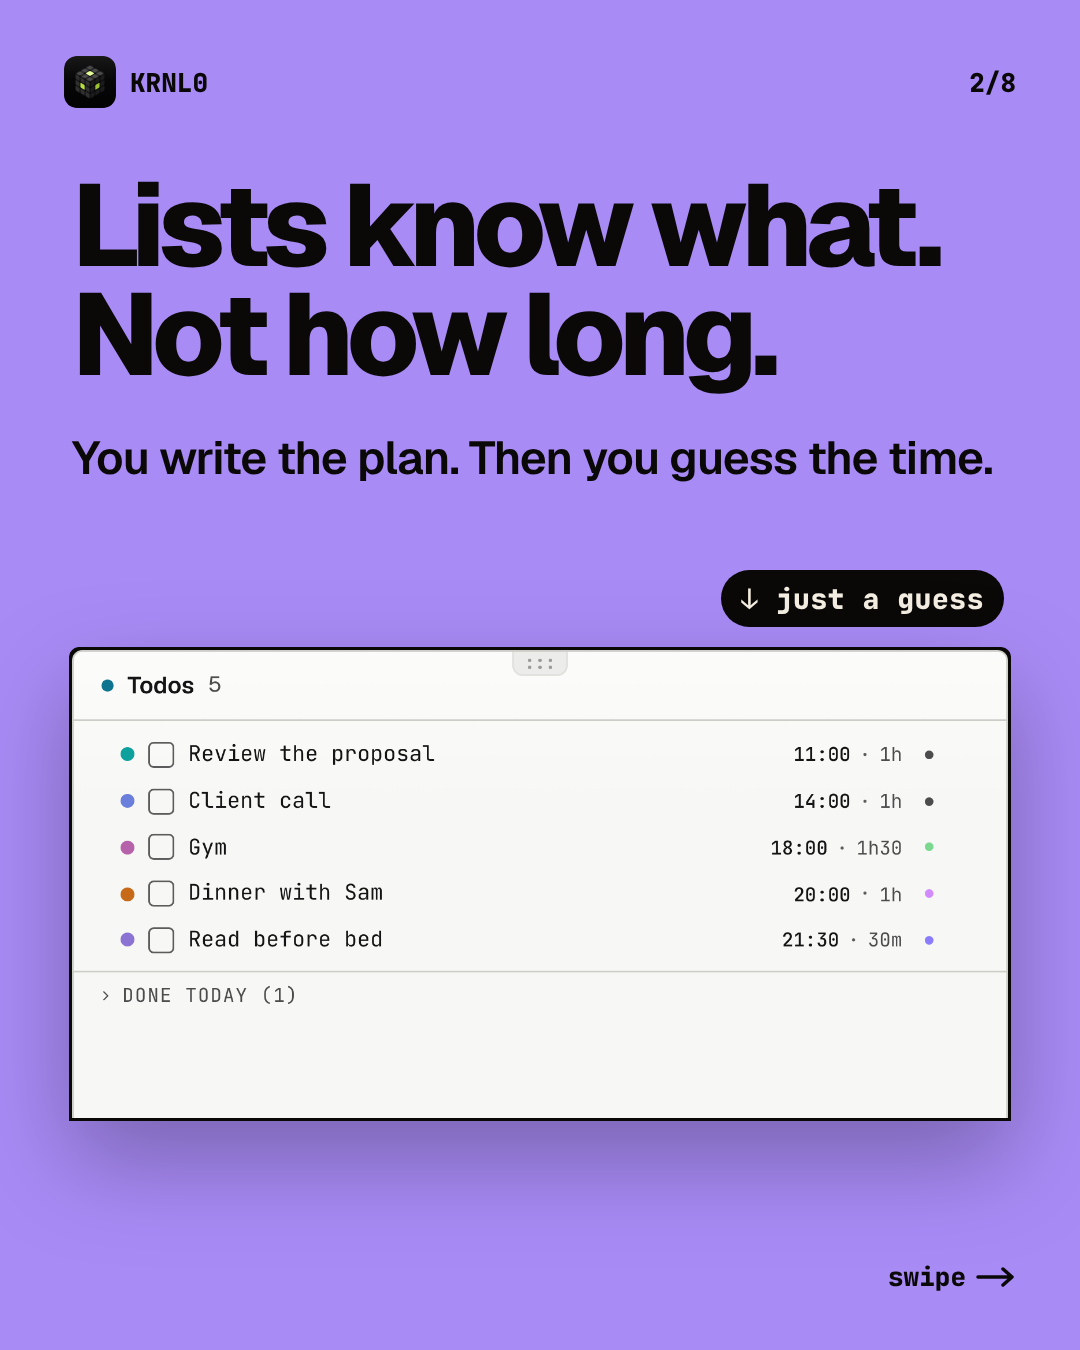 KRNL0
2/8
Lists know what.
Not how long.
You write the plan. Then you guess the time.
↓ just a guess
Todos 5
Review the proposal 11:00 · 1h
Client call 14:00 · 1h
Gym 18:00 · 1h30
Dinner with Sam 20:00 · 1h
Read before bed 21:30 · 30m
› DONE TODAY (1)
swipe →